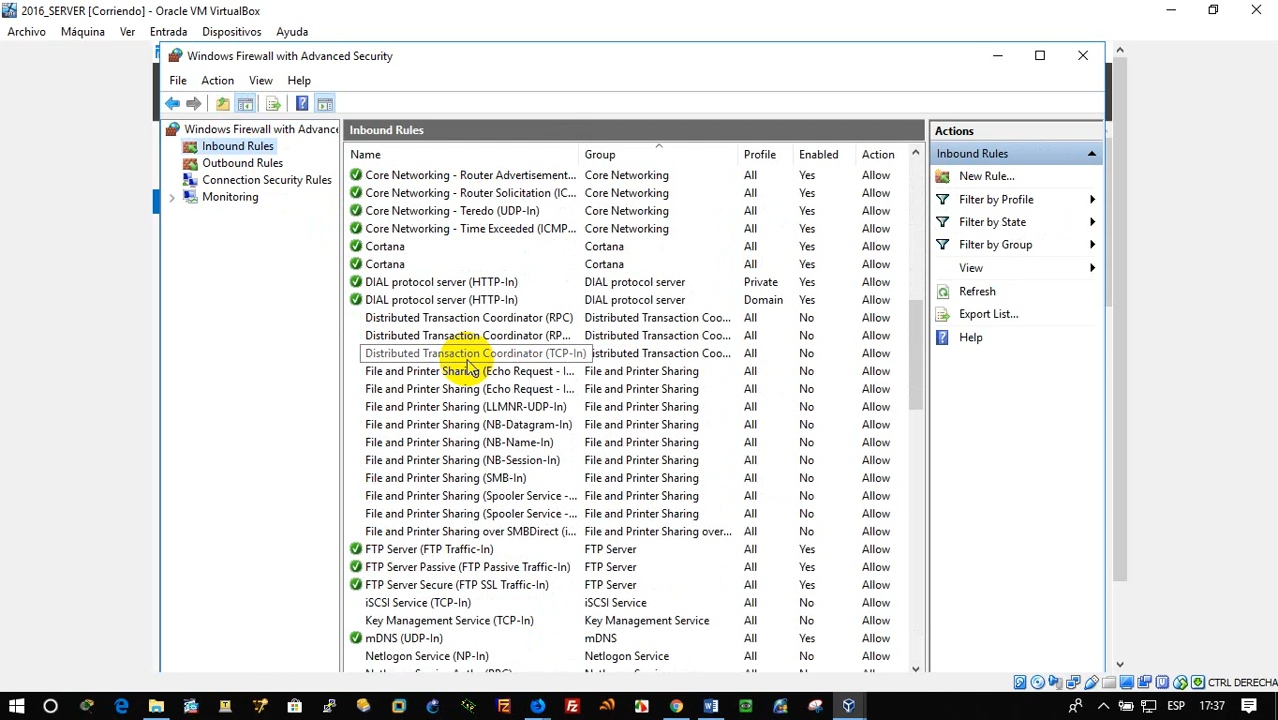 2016_SERVER [Corriendo] - Oracle VM VirtualBox
Archivo Máquina Ver Entrada Dispositivos Ayuda
Windows Firewall with Advanced Security
File Action View Help
Windows Firewall with Advance
Inbound Rules
Outbound Rules
Connection Security Rules
Monitoring
Inbound Rules
Name Group Profile Enabled Action
Core Networking - Router Advertisement... Core Networking All Yes Allow
Core Networking - Router Solicitation (IC... Core Networking All Yes Allow
Core Networking - Teredo (UDP-In) Core Networking All Yes Allow
Core Networking - Time Exceeded (ICMP... Core Networking All Yes Allow
Cortana Cortana All Yes Allow
Cortana Cortana All Yes Allow
DIAL protocol server (HTTP-In) DIAL protocol server Private Yes Allow
DIAL protocol server (HTTP-In) DIAL protocol server Domain Yes Allow
Distributed Transaction Coordinator (RPC) Distributed Transaction Coo... All No Allow
Distributed Transaction Coordinator (RP... Distributed Transaction Coo... All No Allow
Distributed Transaction Coordinator (TCP-In) istributed Transaction Coo... All No Allow
File and Printer Sharing (Echo Request - I... File and Printer Sharing All No Allow
File and Printer Sharing (Echo Request - I... File and Printer Sharing All No Allow
File and Printer Sharing (LLMNR-UDP-In) File and Printer Sharing All No Allow
File and Printer Sharing (NB-Datagram-In) File and Printer Sharing All No Allow
File and Printer Sharing (NB-Name-In) File and Printer Sharing All No Allow
File and Printer Sharing (NB-Session-In) File and Printer Sharing All No Allow
File and Printer Sharing (SMB-In) File and Printer Sharing All No Allow
File and Printer Sharing (Spooler Service -... File and Printer Sharing All No Allow
File and Printer Sharing (Spooler Service -... File and Printer Sharing All No Allow
File and Printer Sharing over SMBDirect (i... File and Printer Sharing over... All No Allow
FTP Server (FTP Traffic-In) FTP Server All Yes Allow
FTP Server Passive (FTP Passive Traffic-In) FTP Server All Yes Allow
FTP Server Secure (FTP SSL Traffic-In) FTP Server All Yes Allow
iSCSI Service (TCP-In) iSCSI Service All No Allow
Key Management Service (TCP-In) Key Management Service All No Allow
mDNS (UDP-In) mDNS All Yes Allow
Netlogon Service (NP-In) Netlogon Service All No Allow
Actions
Inbound Rules
New Rule...
Filter by Profile
Filter by State
Filter by Group
View
Refresh
Export List...
Help
CTRL DERECHA
ESP 17:37